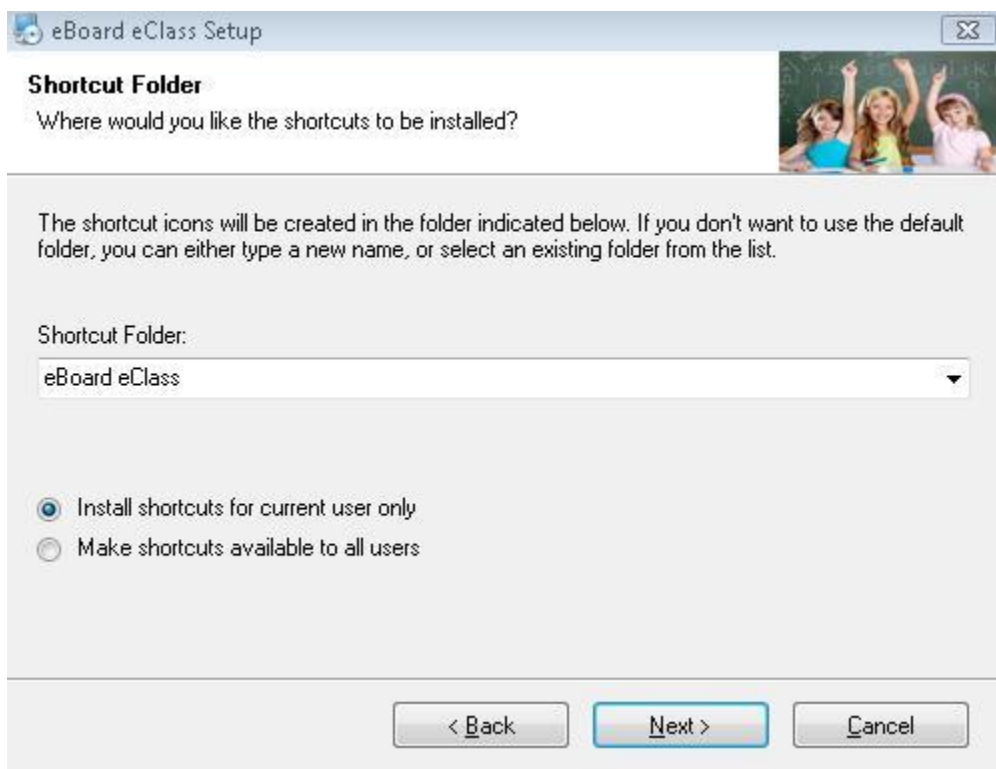 eBoard eClass Setup
Shortcut Folder
Where would you like the shortcuts to be installed?
The shortcut icons will be created in the folder indicated below. If you don't want to use the default
folder, you can either type a new name, or select an existing folder from the list.
Shortcut Folder:
eBoard eClass
Install shortcuts for current user only
Make shortcuts available to all users
< Back
Next >
Cancel